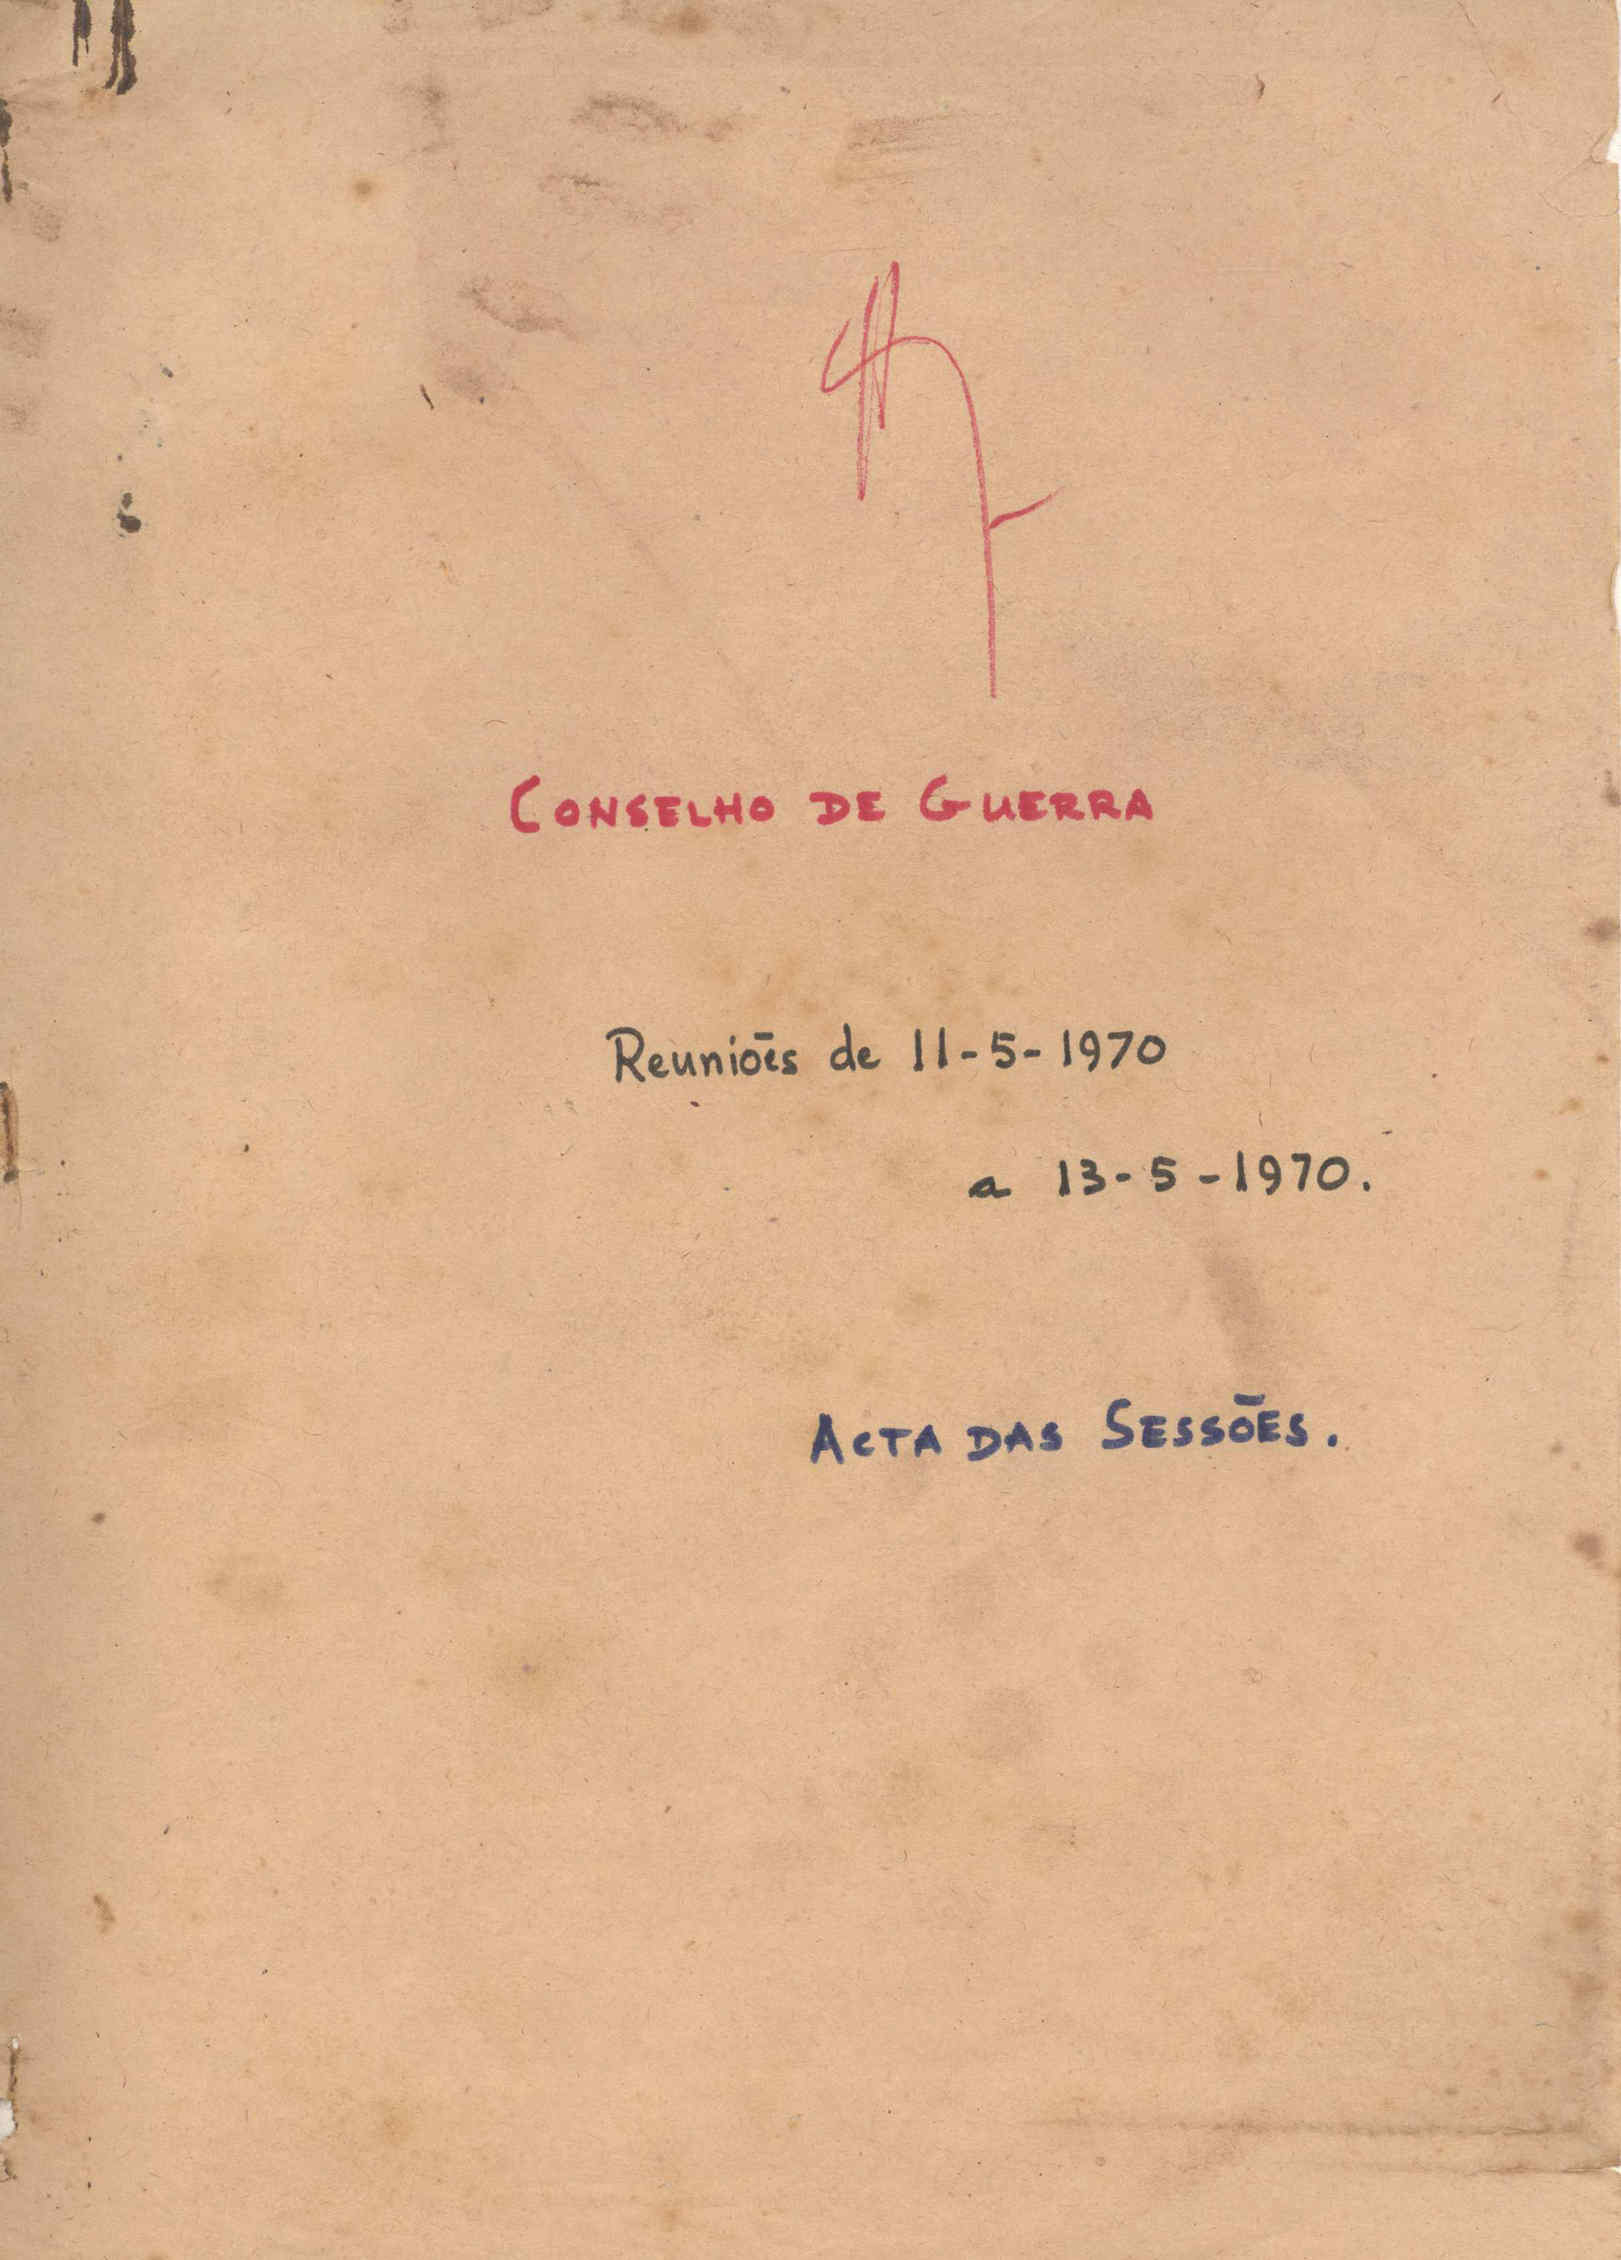 CONSELHO DE GUERRA
Reuniões de 11-5-1970
a 13-5-1970.
ACTA DAS SESSÕES.